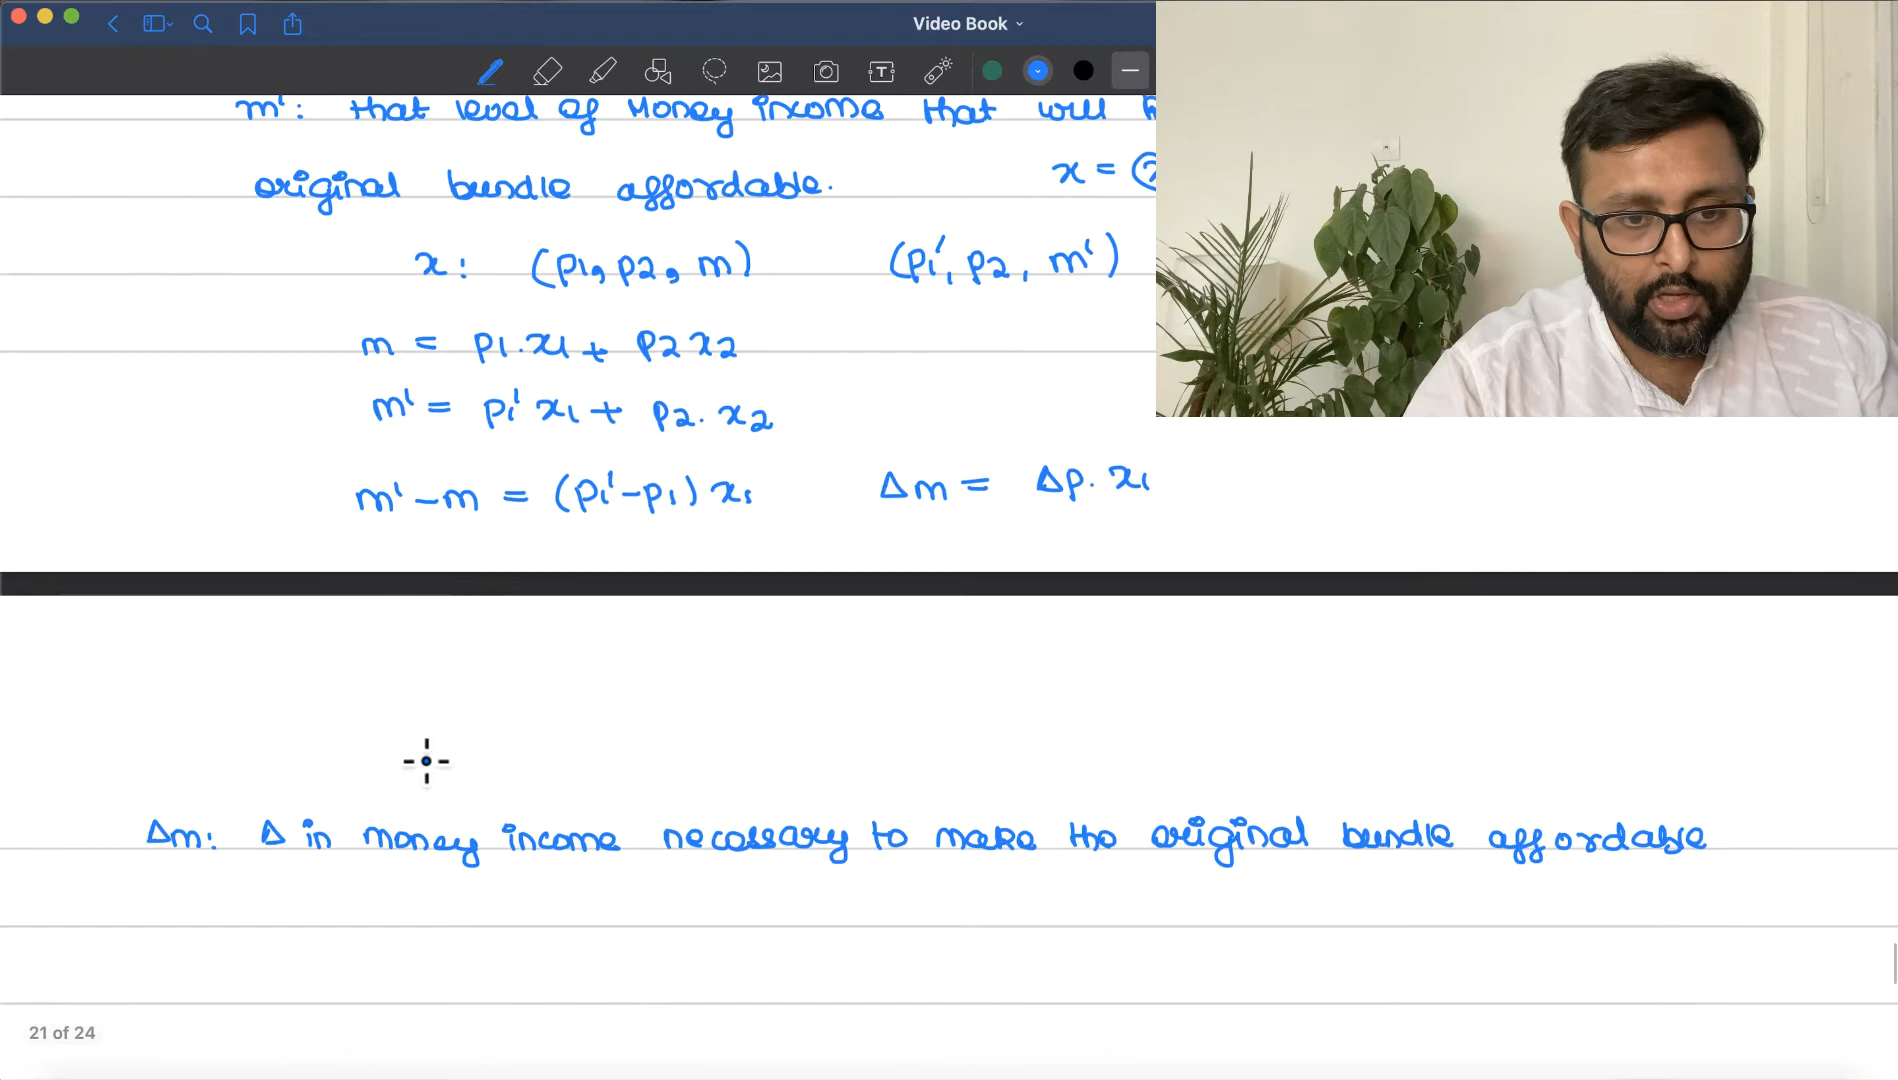 Video Book
m': that level of Money income that will
original bundle affordable. x =
x: (p1, p2, m) (p1', p2, m')
m = p1.x1 + p2 x2
m' = p1' x1 + p2. x2
m' - m = (p1' - p1) x1 Δm = Δp. x1
Δm: Δ in money income necessary to make the original bundle affordable
21 of 24